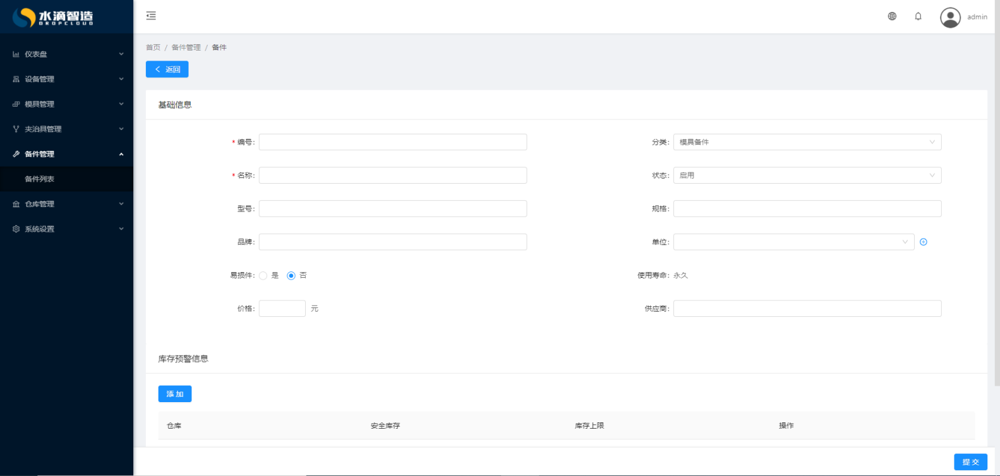 水滴智造
DROPCLOUD
admin
仪表盘
设备管理
模具管理
夹治具管理
备件管理
备件列表
仓库管理
系统设置
首页 / 备件管理 / 备件
返回
基础信息
* 编号:
分类: 模具备件
* 名称:
状态: 启用
型号:
规格:
品牌:
单位:
易损件: 是 否
使用寿命: 永久
价格: 元
供应商:
库存预警信息
添加
仓库 安全库存 库存上限 操作
提交